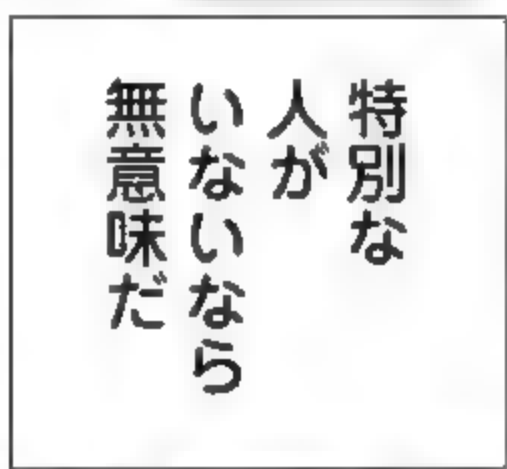 特別な
人が
いないなら
無意味だ